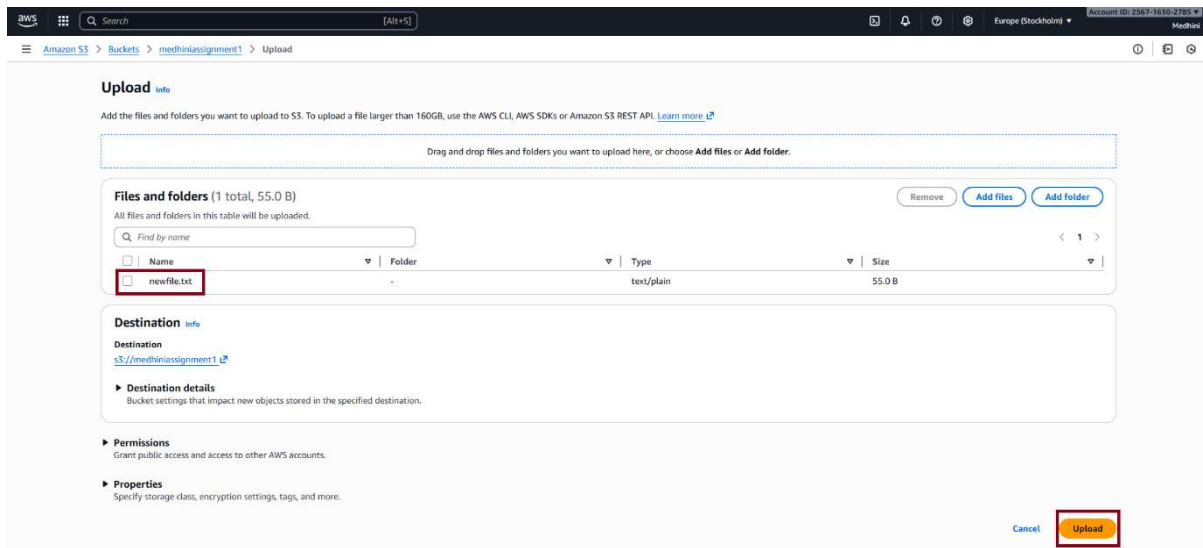 aws Search [Alt+S] Europe (Stockholm) ▼ Account ID: 2567-1630-2785 ▼
Medhini
Amazon S3 > Buckets > medhiniassignment1 > Upload
Upload Info
Add the files and folders you want to upload to S3. To upload a file larger than 160GB, use the AWS CLI, AWS SDKs or Amazon S3 REST API. Learn more
Drag and drop files and folders you want to upload here, or choose Add files or Add folder.
Files and folders (1 total, 55.0 B) Remove Add files Add folder
All files and folders in this table will be uploaded.
Find by name < 1 >
Name Folder Type Size
newfile.txt - text/plain 55.0 B
Destination Info
Destination
s3://medhiniassignment1
Destination details
Bucket settings that impact new objects stored in the specified destination.
Permissions
Grant public access and access to other AWS accounts.
Properties
Specify storage class, encryption settings, tags, and more.
Cancel Upload